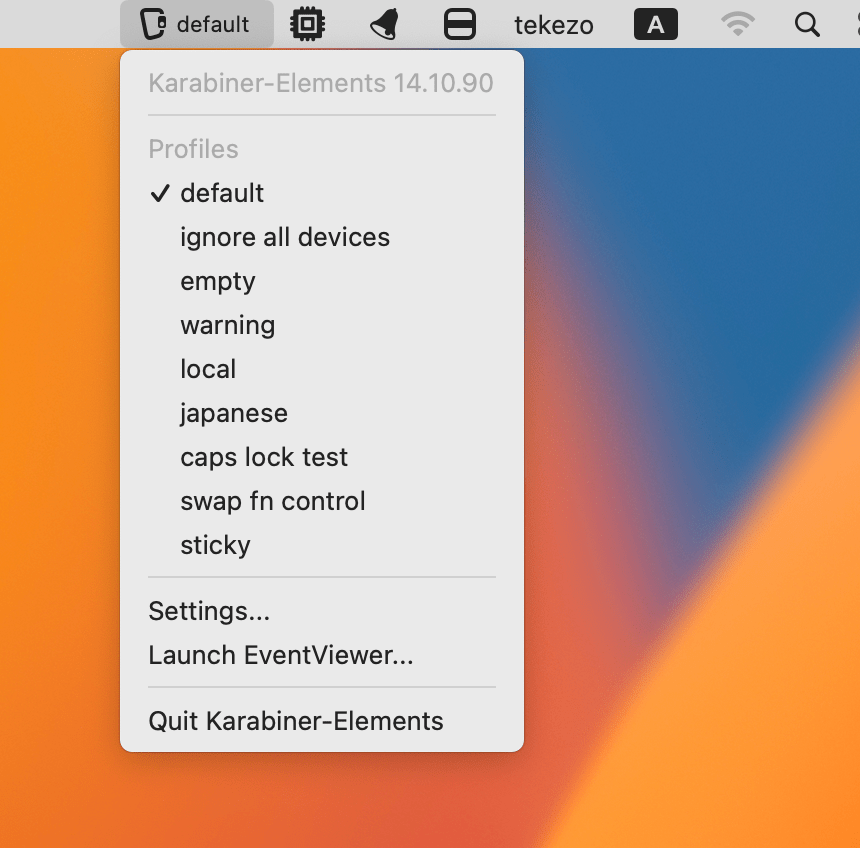 default tekezo A
Karabiner-Elements 14.10.90
Profiles
✓ default
ignore all devices
empty
warning
local
japanese
caps lock test
swap fn control
sticky
Settings...
Launch EventViewer...
Quit Karabiner-Elements